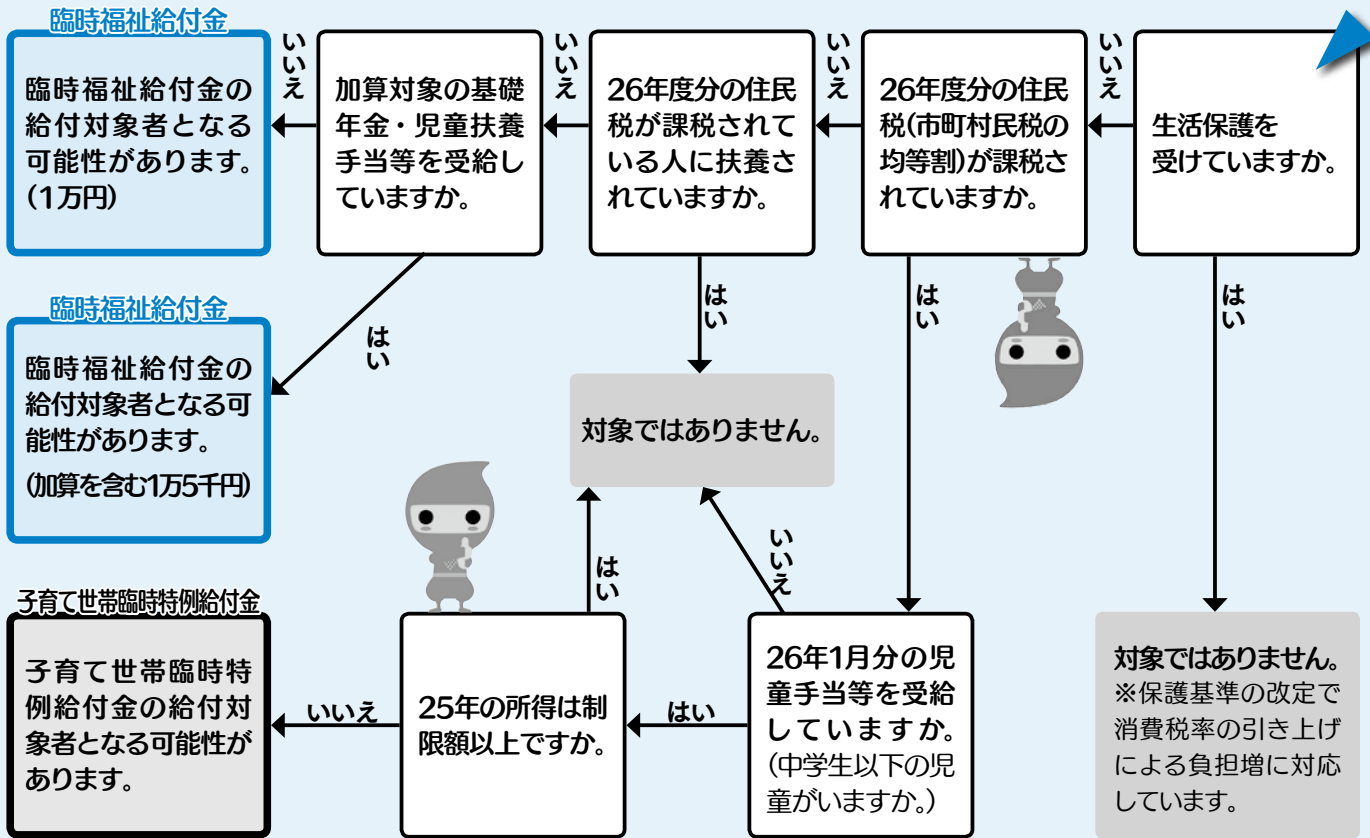 生活保護を
受けていますか。
いいえ
はい
26年度分の住民
税(市町村民税の
均等割)が課税さ
れていますか。
いいえ
はい
26年度分の住民
税が課税されて
いる人に扶養さ
れていますか。
いいえ
はい
加算対象の基礎
年金・児童扶養
手当等を受給し
ていますか。
いいえ
はい
臨時福祉給付金
臨時福祉給付金の
給付対象者となる
可能性があります。
(1万円)
臨時福祉給付金
臨時福祉給付金の
給付対象者となる可
能性があります。
(加算を含む1万5千円)
対象ではありません。
対象ではありません。
※保護基準の改定で
消費税率の引き上げ
による負担増に対応
しています。
26年1月分の児
童手当等を受給
していますか。
(中学生以下の児
童がいますか。)
いいえ
はい
25年の所得は制
限額以上ですか。
はい
いいえ
子育て世帯臨時特例給付金
子育て世帯臨時特
例給付金の給付対
象者となる可能性が
あります。